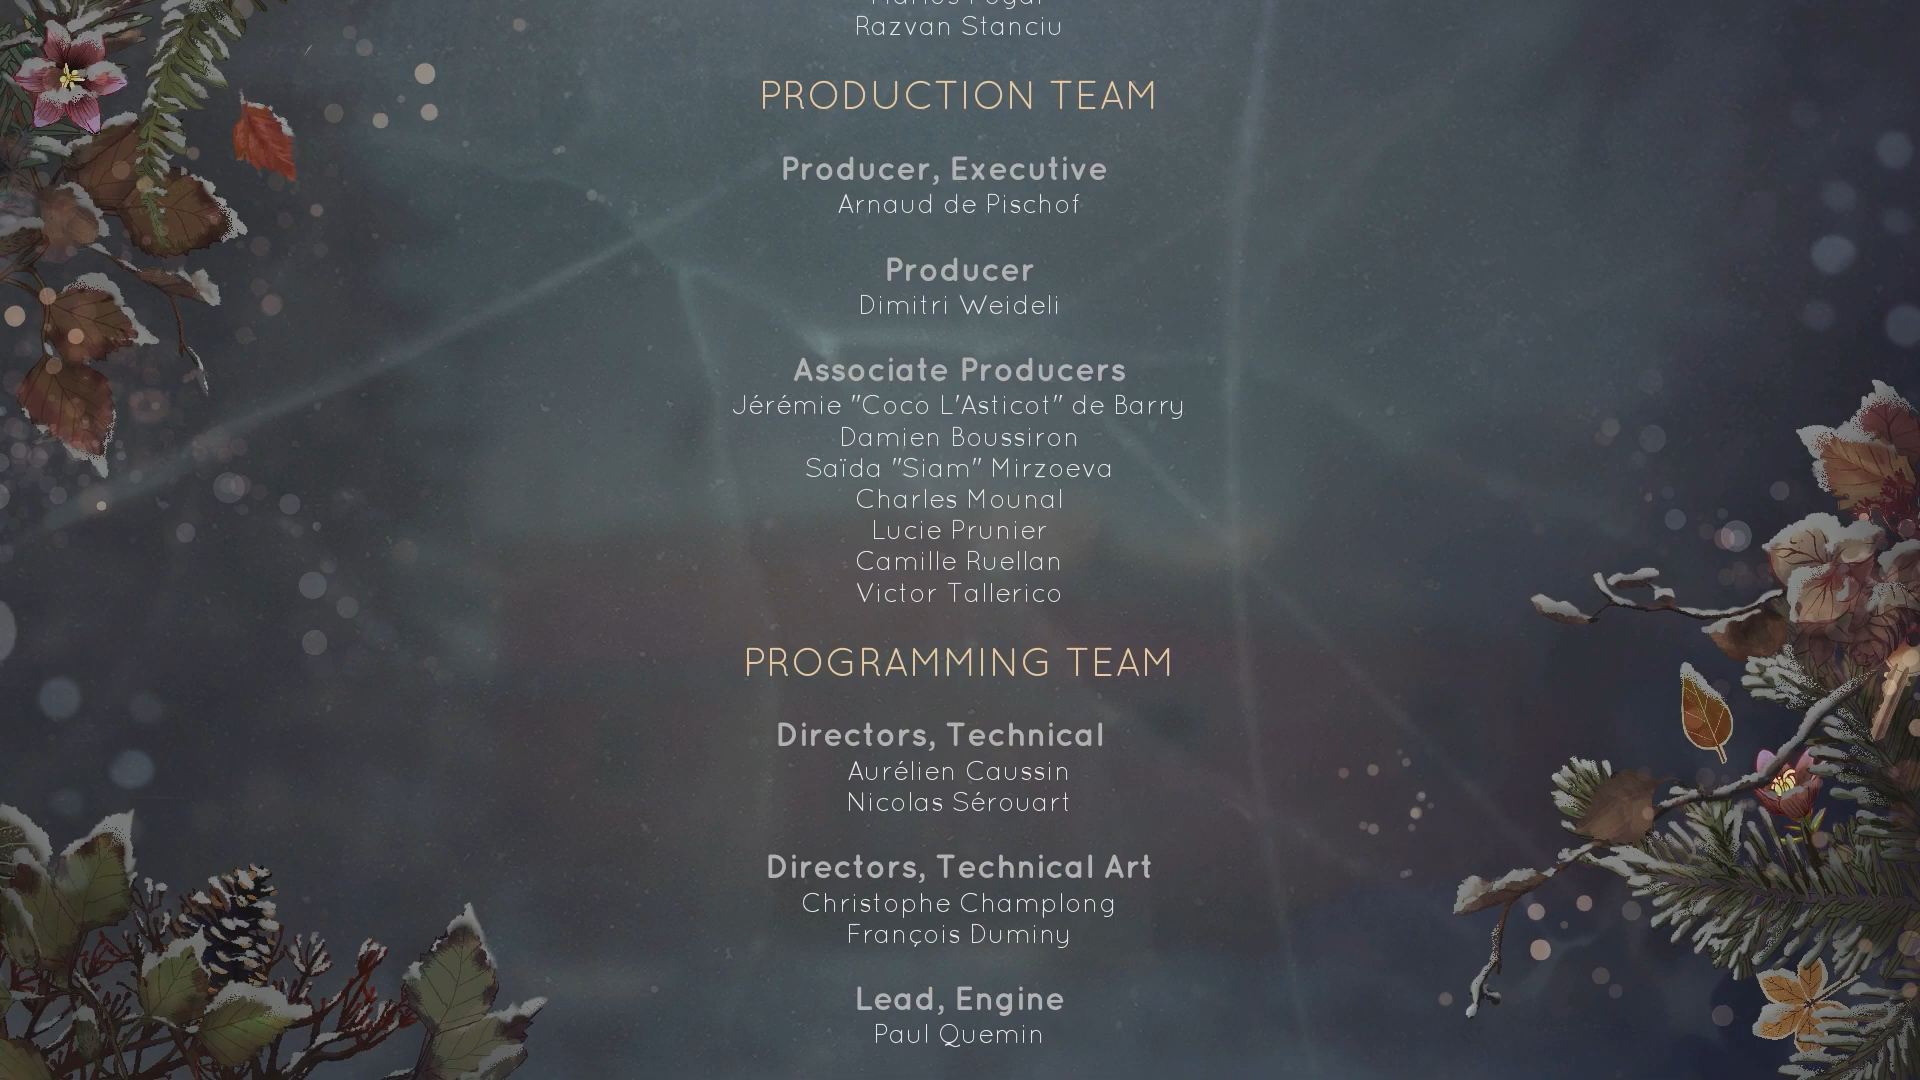 Razvan Stanciu
PRODUCTION TEAM
Producer, Executive
Arnaud de Pischof
Producer
Dimitri Weideli
Associate Producers
Jérémie "Coco L'Asticot" de Barry
Damien Boussiron
Saïda "Siam" Mirzoeva
Charles Mounal
Lucie Prunier
Camille Ruellan
Victor Tallerico
PROGRAMMING TEAM
Directors, Technical
Aurélien Caussin
Nicolas Sérouart
Directors, Technical Art
Christophe Champlong
François Duminy
Lead, Engine
Paul Quemin